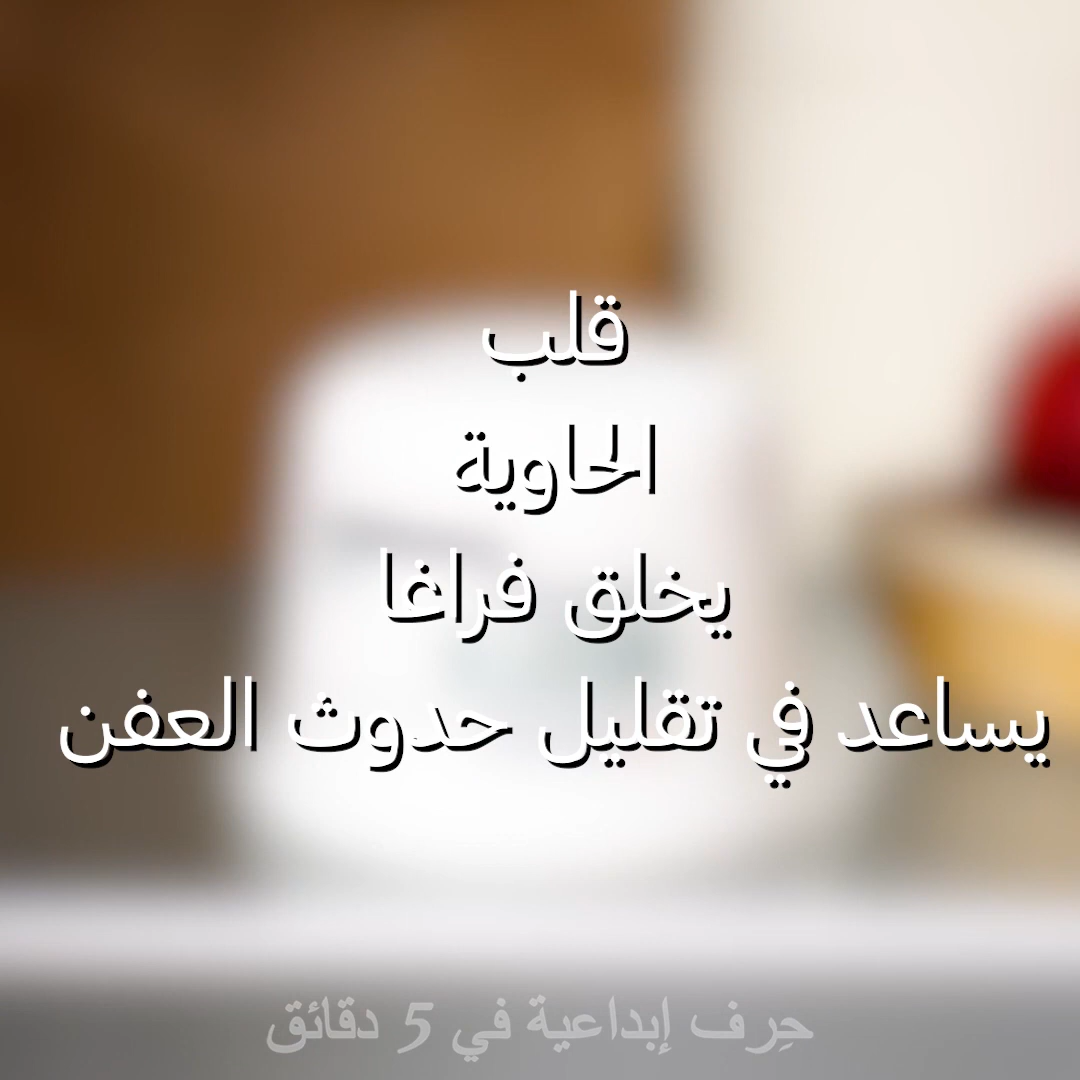 قلب
الحاوية
يخلق فراغا
يساعد في تقليل حدوث العفن
حِرف إبداعية في 5 دقائق